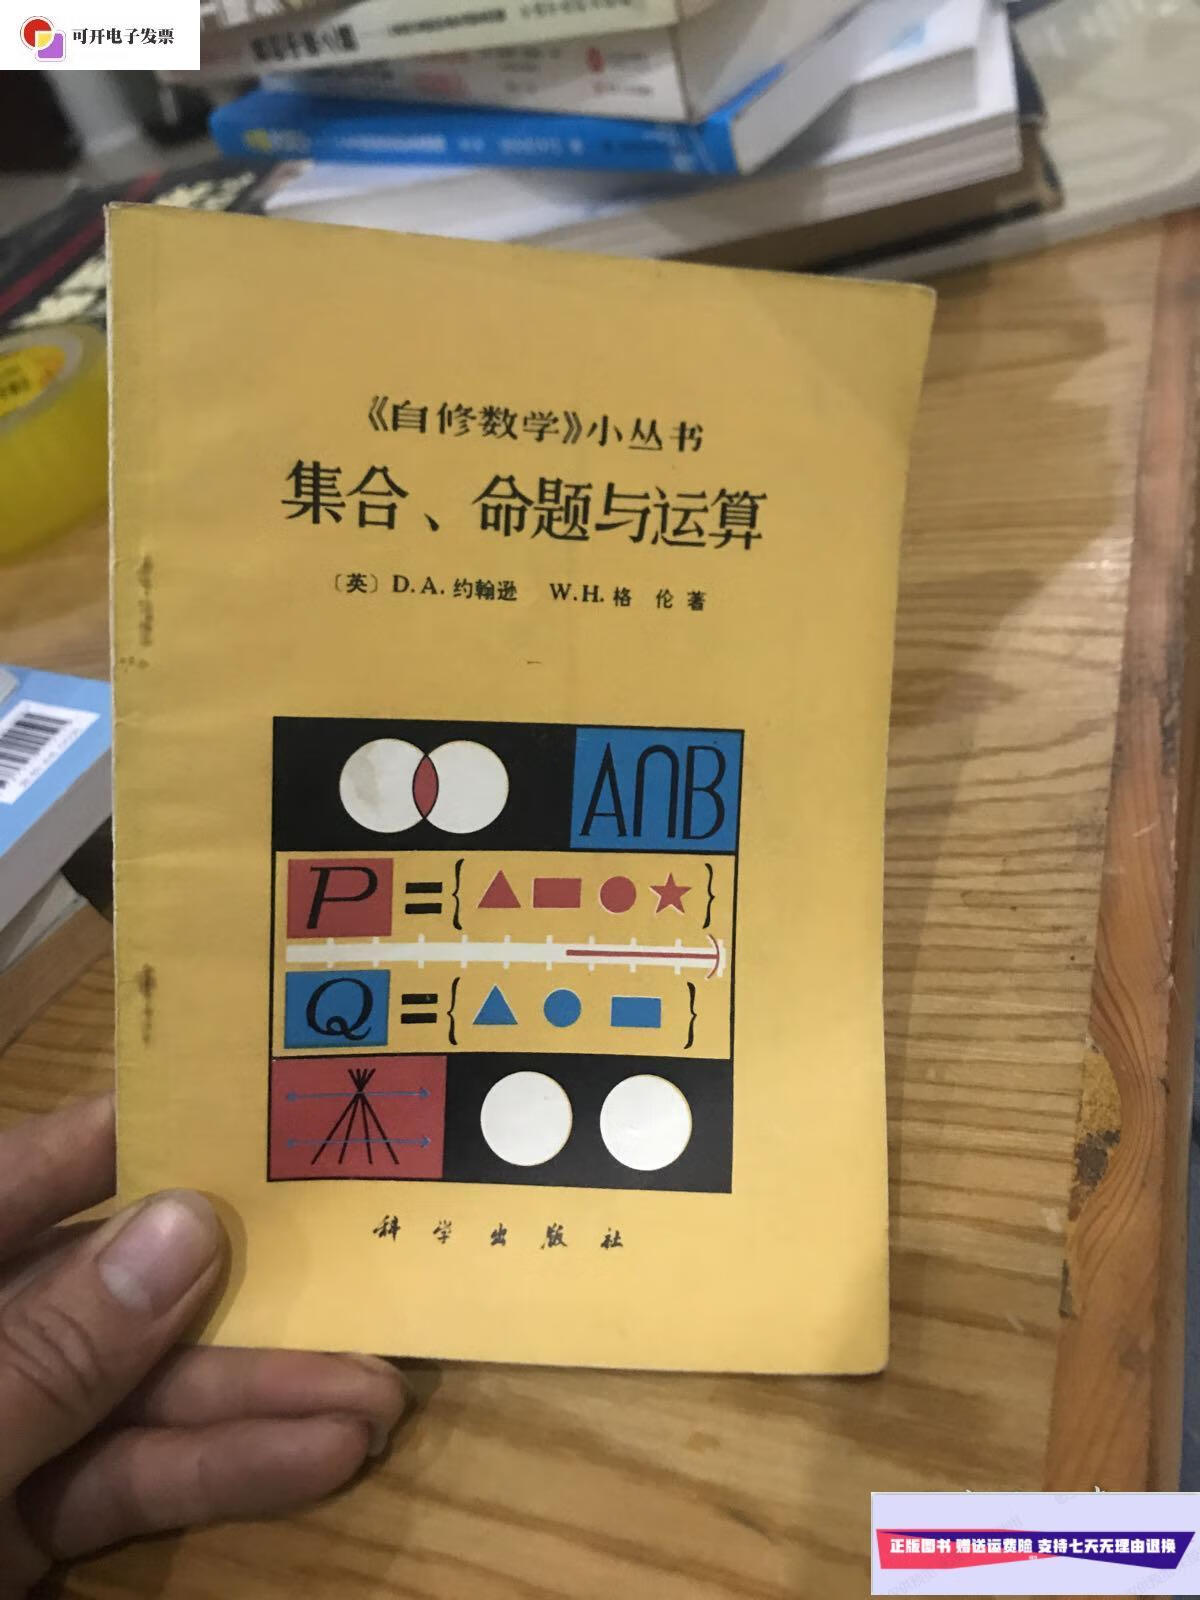 可开电子发票
《自修数学》小丛书
集合、命题与运算
〔英〕D.A.约翰逊 W.H.格 伦 著
A∩B
P={ }
Q={ }
科学出版社
正版图书 赠送运费险 支持七天无理由退换